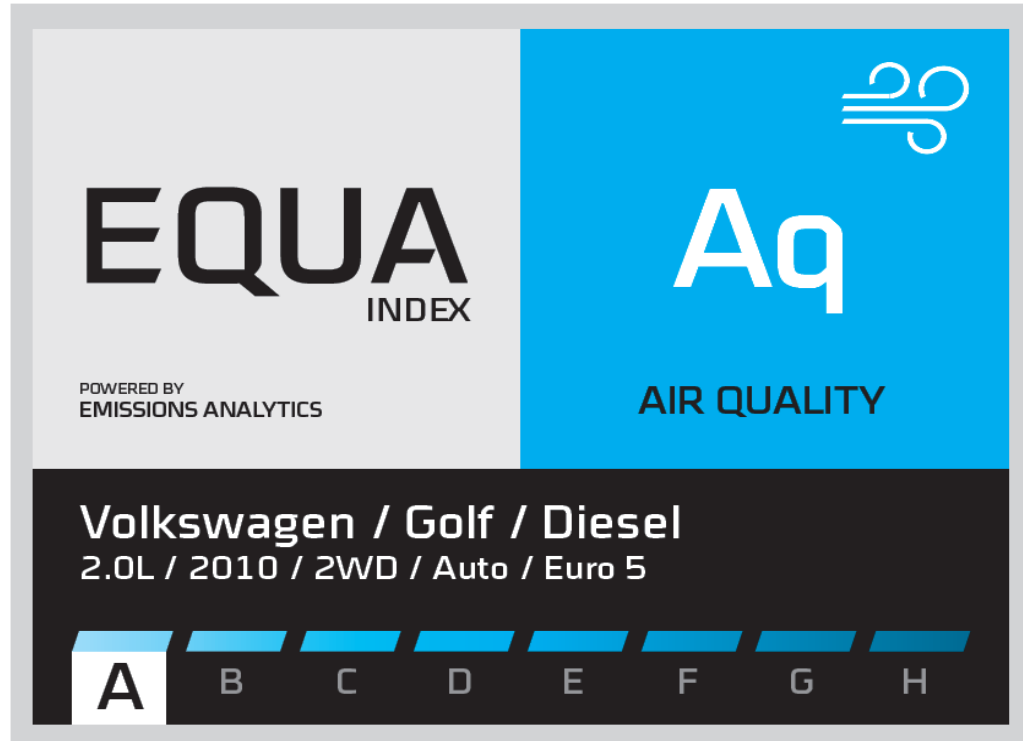 EQUA
INDEX
POWERED BY
EMISSIONS ANALYTICS
Aq
AIR QUALITY
Volkswagen / Golf / Diesel
2.0L / 2010 / 2WD / Auto / Euro 5
A B C D E F G H